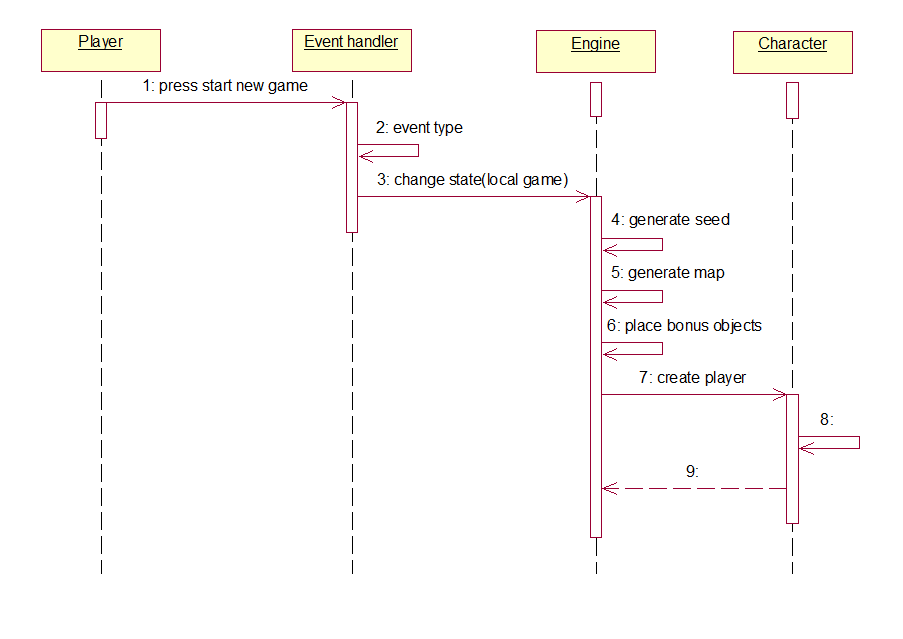 Player
Event handler
Engine
Character
1: press start new game
2: event type
3: change state(local game)
4: generate seed
5: generate map
6: place bonus objects
7: create player
8:
9: